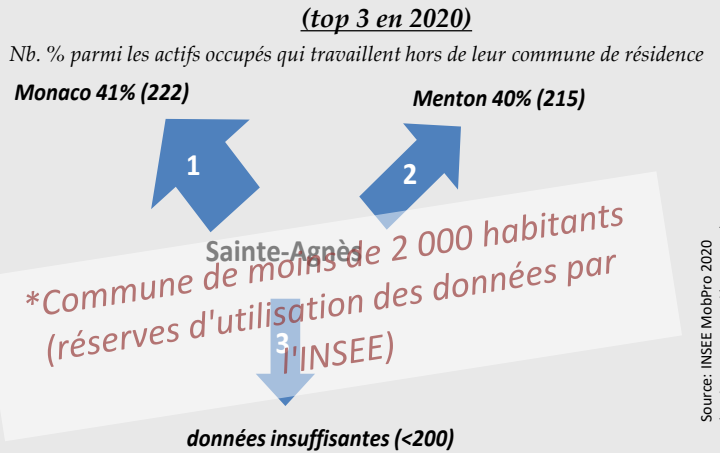 (top 3 en 2020)
Nb. % parmi les actifs occupés qui travaillent hors de leur commune de résidence
Monaco 41% (222)
Menton 40% (215)
1
2
Sainte-Agnès
*Commune de moins de 2 000 habitants
(réserves d'utilisation des données par
l'INSEE)
3
données insuffisantes (<200)
Source: INSEE MobPro 2020